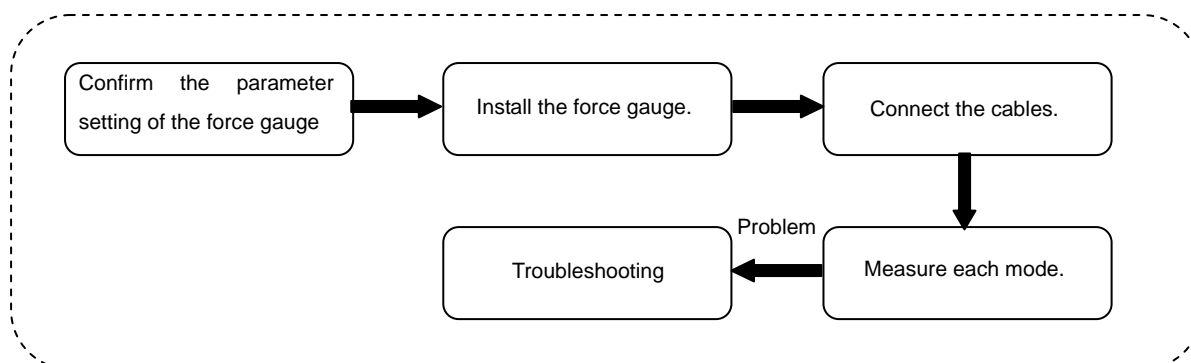 Confirm the parameter
setting of the force gauge
Install the force gauge.
Connect the cables.
Problem
Troubleshooting
Measure each mode.